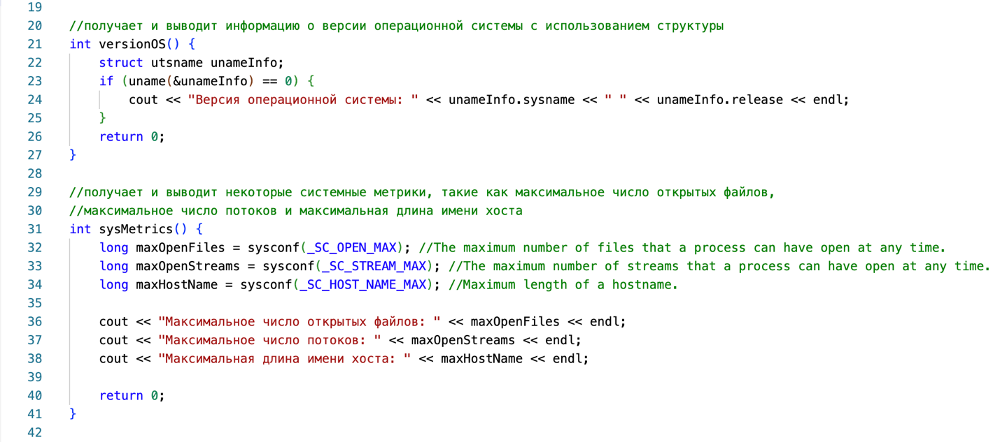 19
20 //получает и выводит информацию о версии операционной системы с использованием структуры
21 int versionOS() {
22     struct utsname unameInfo;
23     if (uname(&unameInfo) == 0) {
24         cout << "Версия операционной системы: " << unameInfo.sysname << " " << unameInfo.release << endl;
25     }
26     return 0;
27 }
28
29 //получает и выводит некоторые системные метрики, такие как максимальное число открытых файлов,
30 //максимальное число потоков и максимальная длина имени хоста
31 int sysMetrics() {
32     long maxOpenFiles = sysconf(_SC_OPEN_MAX); //The maximum number of files that a process can have open at any time.
33     long maxOpenStreams = sysconf(_SC_STREAM_MAX); //The maximum number of streams that a process can have open at any time.
34     long maxHostName = sysconf(_SC_HOST_NAME_MAX); //Maximum length of a hostname.
35
36     cout << "Максимальное число открытых файлов: " << maxOpenFiles << endl;
37     cout << "Максимальное число потоков: " << maxOpenStreams << endl;
38     cout << "Максимальная длина имени хоста: " << maxHostName << endl;
39
40     return 0;
41 }
42